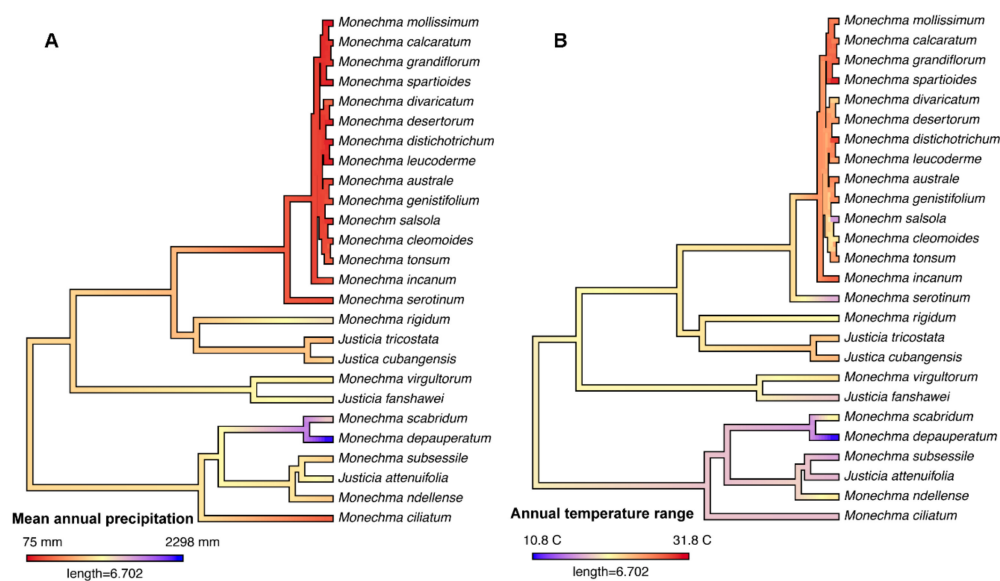 A
Monechma mollissimum
Monechma calcaratum
Monechma grandiflorum
Monechma spartioides
Monechma divaricatum
Monechma desertorum
Monechma distichotrichum
Monechma leucoderme
Monechma australe
Monechma genistifolium
Monechm salsola
Monechma cleomoides
Monechma tonsum
Monechma incanum
Monechma serotinum
Monechma rigidum
Justicia tricostata
Justica cubangensis
Monechma virgultorum
Justicia fanshawei
Monechma scabridum
Monechma depauperatum
Monechma subsessile
Justicia attenuifolia
Monechma ndellense
Monechma ciliatum
Mean annual precipitation
75 mm 2298 mm
length=6.702
B
Monechma mollissimum
Monechma calcaratum
Monechma grandiflorum
Monechma spartioides
Monechma divaricatum
Monechma desertorum
Monechma distichotrichum
Monechma leucoderme
Monechma australe
Monechma genistifolium
Monechm salsola
Monechma cleomoides
Monechma tonsum
Monechma incanum
Monechma serotinum
Monechma rigidum
Justicia tricostata
Justica cubangensis
Monechma virgultorum
Justicia fanshawei
Monechma scabridum
Monechma depauperatum
Monechma subsessile
Justicia attenuifolia
Monechma ndellense
Monechma ciliatum
Annual temperature range
10.8 C 31.8 C
length=6.702